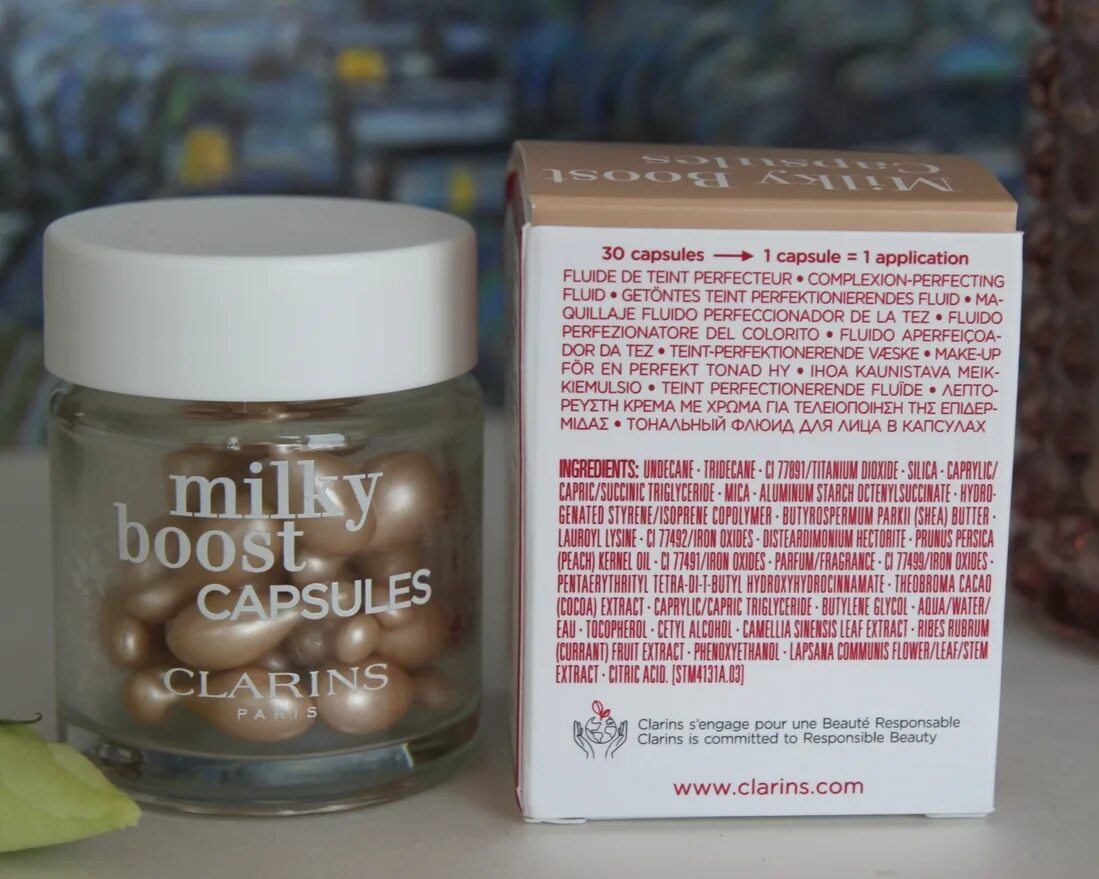 milky
boost
CAPSULES
CLARINS
PARIS
Milky Boost
Capsules
30 capsules → 1 capsule = 1 application
FLUIDE DE TEINT PERFECTEUR • COMPLEXION-PERFECTING
FLUID • GETÖNTES TEINT PERFEKTIONIERENDES FLUID • MA-
QUILLAJE FLUIDO PERFECCIONADOR DE LA TEZ • FLUIDO
PERFEZIONATORE DEL COLORITO • FLUIDO APERFEIÇOA-
DOR DA TEZ • TEINT-PERFEKTIONERENDE VÆSKE • MAKE-UP
FÖR EN PERFEKT TONAD HY • IHOA KAUNISTAVA MEIK-
KIEMULSIO • TEINT PERFECTIONERENDE FLUÏDE • ΛΕΠΤΟ-
ΡΕΥΣΤΗ ΚΡΕΜΑ ΜΕ ΧΡΩΜΑ ΓΙΑ ΤΕΛΕΙΟΠΟΙΗΣΗ ΤΗΣ ΕΠΙΔΕΡ-
ΜΙΔΑΣ • ТОНАЛЬНЫЙ ФЛЮИД ДЛЯ ЛИЦА В КАПСУЛАХ
INGREDIENTS: UNDECANE · TRIDECANE · CI 77891/TITANIUM DIOXIDE · SILICA · CAPRYLIC/
CAPRIC/SUCCINIC TRIGLYCERIDE · MICA · ALUMINUM STARCH OCTENYLSUCCINATE · HYDRO-
GENATED STYRENE/ISOPRENE COPOLYMER · BUTYROSPERMUM PARKII (SHEA) BUTTER ·
LAUROYL LYSINE · CI 77492/IRON OXIDES · DISTEARDIMONIUM HECTORITE · PRUNUS PERSICA
(PEACH) KERNEL OIL · CI 77491/IRON OXIDES · PARFUM/FRAGRANCE · CI 77499/IRON OXIDES ·
PENTAERYTHRITYL TETRA-DI-T-BUTYL HYDROXYHYDROCINNAMATE · THEOBROMA CACAO
(COCOA) EXTRACT · CAPRYLIC/CAPRIC TRIGLYCERIDE · BUTYLENE GLYCOL · AQUA/WATER/
EAU · TOCOPHEROL · CETYL ALCOHOL · CAMELLIA SINENSIS LEAF EXTRACT · RIBES RUBRUM
(CURRANT) FRUIT EXTRACT · PHENOXYETHANOL · LAPSANA COMMUNIS FLOWER/LEAF/STEM
EXTRACT · CITRIC ACID. [STM4131A.03]
Clarins s'engage pour une Beauté Responsable
Clarins is committed to Responsible Beauty
www.clarins.com